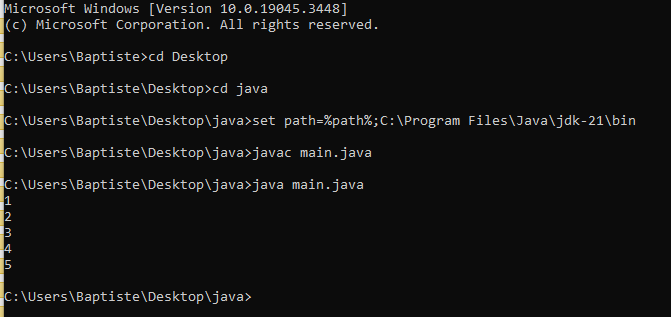 Microsoft Windows [Version 10.0.19045.3448]
(c) Microsoft Corporation. All rights reserved.
C:\Users\Baptiste>cd Desktop
C:\Users\Baptiste\Desktop>cd java
C:\Users\Baptiste\Desktop\java>set path=%path%;C:\Program Files\Java\jdk-21\bin
C:\Users\Baptiste\Desktop\java>javac main.java
C:\Users\Baptiste\Desktop\java>java main.java
1
2
3
4
5
C:\Users\Baptiste\Desktop\java>